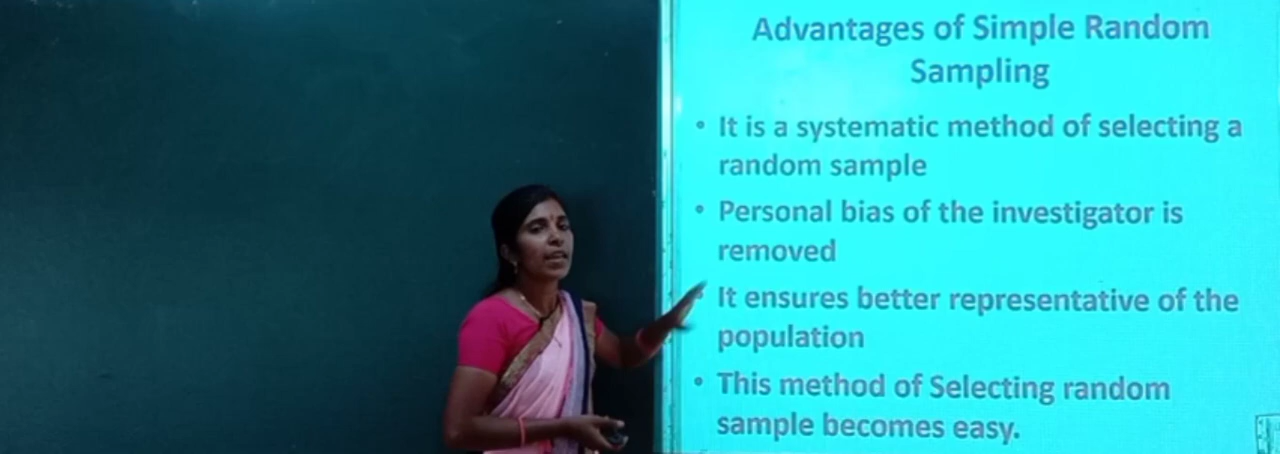 Advantages of Simple Random
Sampling
• It is a systematic method of selecting a
random sample
• Personal bias of the investigator is
removed
• It ensures better representative of the
population
• This method of Selecting random
sample becomes easy.